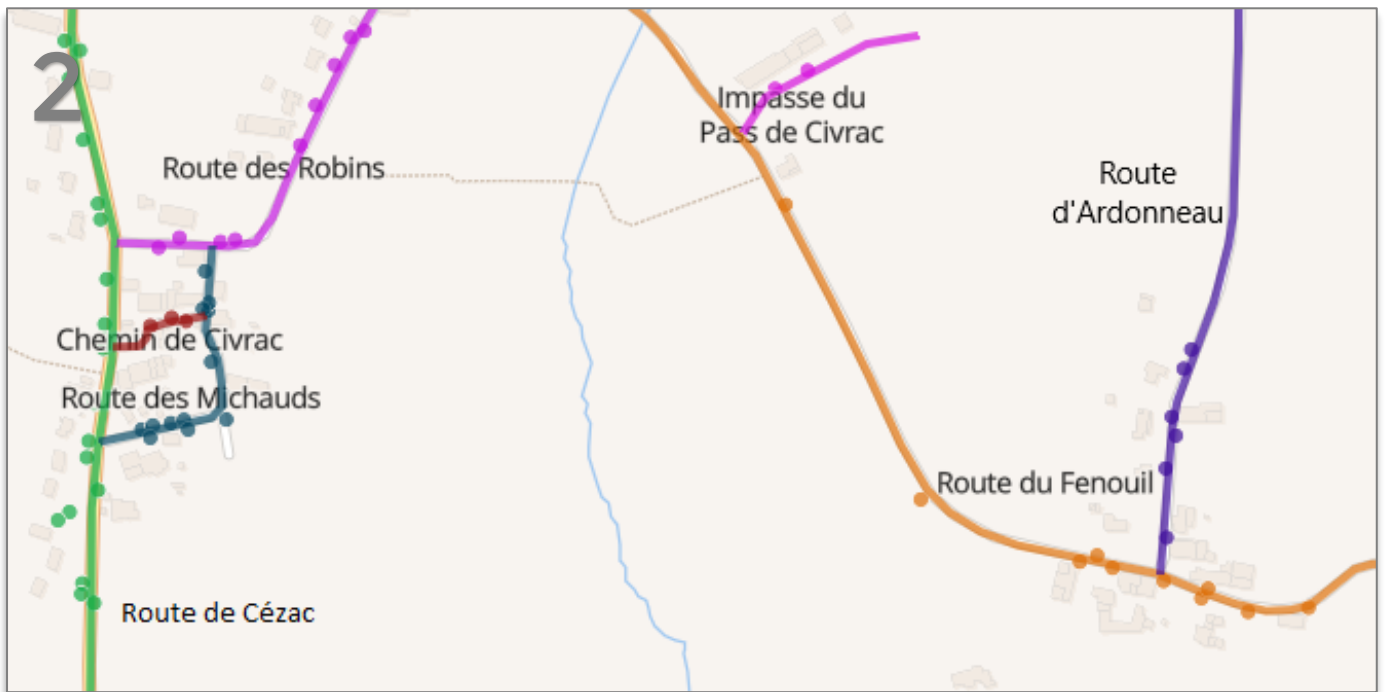 2
Impasse du
Pass de Civrac
Route des Robins
Route
d'Ardonneau
Chemin de Civrac
Route des Michauds
Route du Fenouil
Route de Cézac